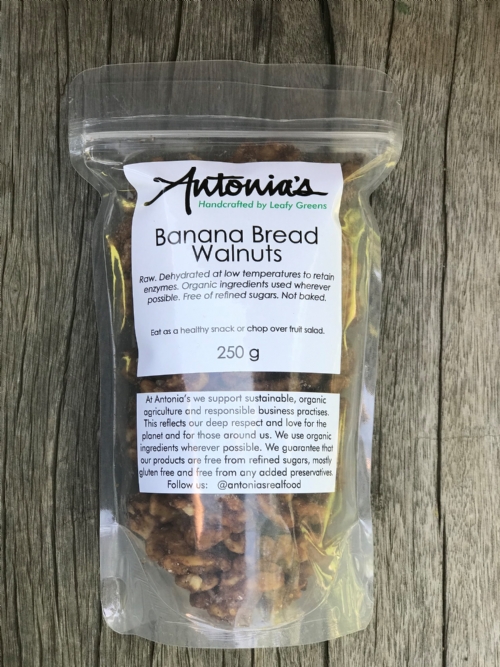 Antonia's
Handcrafted by Leafy Greens
Banana Bread
Walnuts
Raw. Dehydrated at low temperatures to retain
enzymes. Organic ingredients used wherever
possible. Free of refined sugars. Not baked.
Eat as a healthy snack or chop over fruit salad.
250 g
At Antonia's we support sustainable, organic
agriculture and responsible business practises.
This reflects our deep respect and love for the
planet and for those around us. We use organic
ingredients wherever possible. We guarantee that
our products are free from refined sugars, mostly
gluten free and free from any added preservatives.
Follow us: @antoniasrealfood